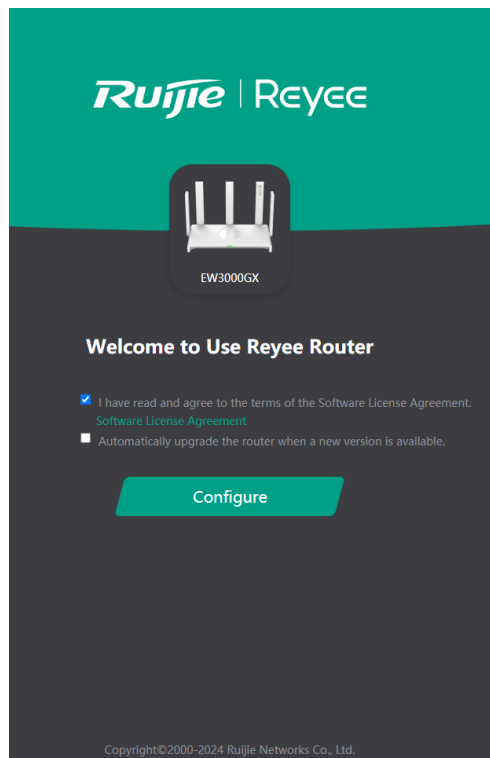 Ruijie | Reyee
EW3000GX
Welcome to Use Reyee Router
I have read and agree to the terms of the Software License Agreement.
Software License Agreement
Automatically upgrade the router when a new version is available.
Configure
Copyright©2000-2024 Ruijie Networks Co., Ltd.